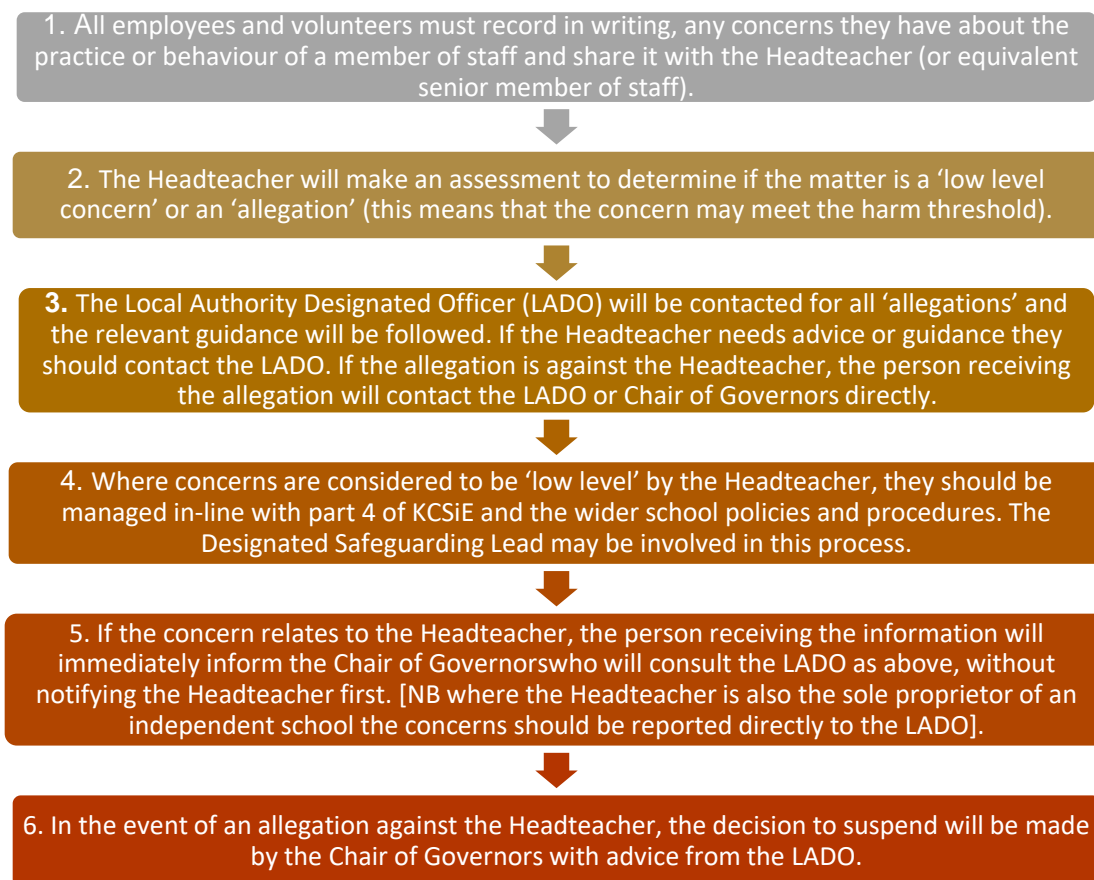 1. All employees and volunteers must record in writing, any concerns they have about the
practice or behaviour of a member of staff and share it with the Headteacher (or equivalent
senior member of staff).
2. The Headteacher will make an assessment to determine if the matter is a ‘low level
concern’ or an ‘allegation’ (this means that the concern may meet the harm threshold).
3. The Local Authority Designated Officer (LADO) will be contacted for all ‘allegations’ and
the relevant guidance will be followed. If the Headteacher needs advice or guidance they
should contact the LADO. If the allegation is against the Headteacher, the person receiving
the allegation will contact the LADO or Chair of Governors directly.
4. Where concerns are considered to be ‘low level’ by the Headteacher, they should be
managed in-line with part 4 of KCSiE and the wider school policies and procedures. The
Designated Safeguarding Lead may be involved in this process.
5. If the concern relates to the Headteacher, the person receiving the information will
immediately inform the Chair of Governorswho will consult the LADO as above, without
notifying the Headteacher first. [NB where the Headteacher is also the sole proprietor of an
independent school the concerns should be reported directly to the LADO].
6. In the event of an allegation against the Headteacher, the decision to suspend will be made
by the Chair of Governors with advice from the LADO.